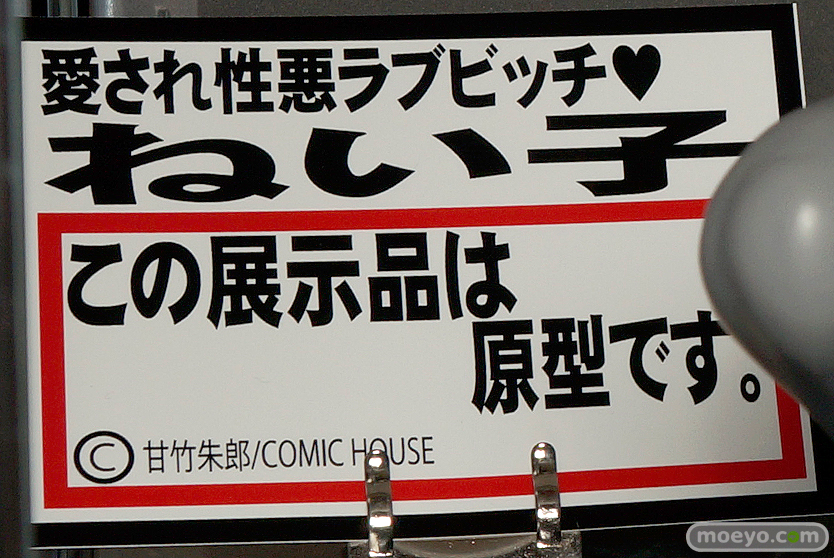 愛され性悪ラブビッチ♥
ねい子
この展示品は
原型です。
©甘竹朱郎/COMIC HOUSE
moeyo.com